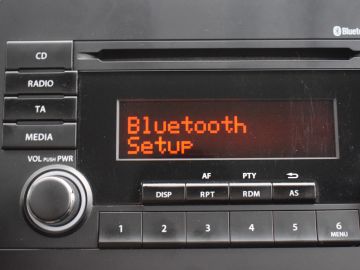 Bluetooth
CD
RADIO
TA
MEDIA
Bluetooth
Setup
VOL PUSH PWR
AF
PTY
DISP
RPT
RDM
AS
1
2
3
4
5
6
MENU